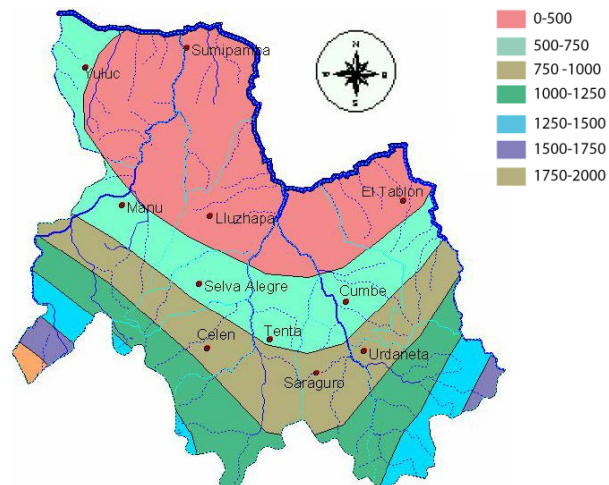 0-500
500-750
750 -1000
1000-1250
1250-1500
1500-1750
1750-2000
N
S
Sumipamba
Yuluc
El Tablon
Manu
Lluzhapa
Selva Alegre
Cumbe
Tenta
Celen
Urdaneta
Saraguro